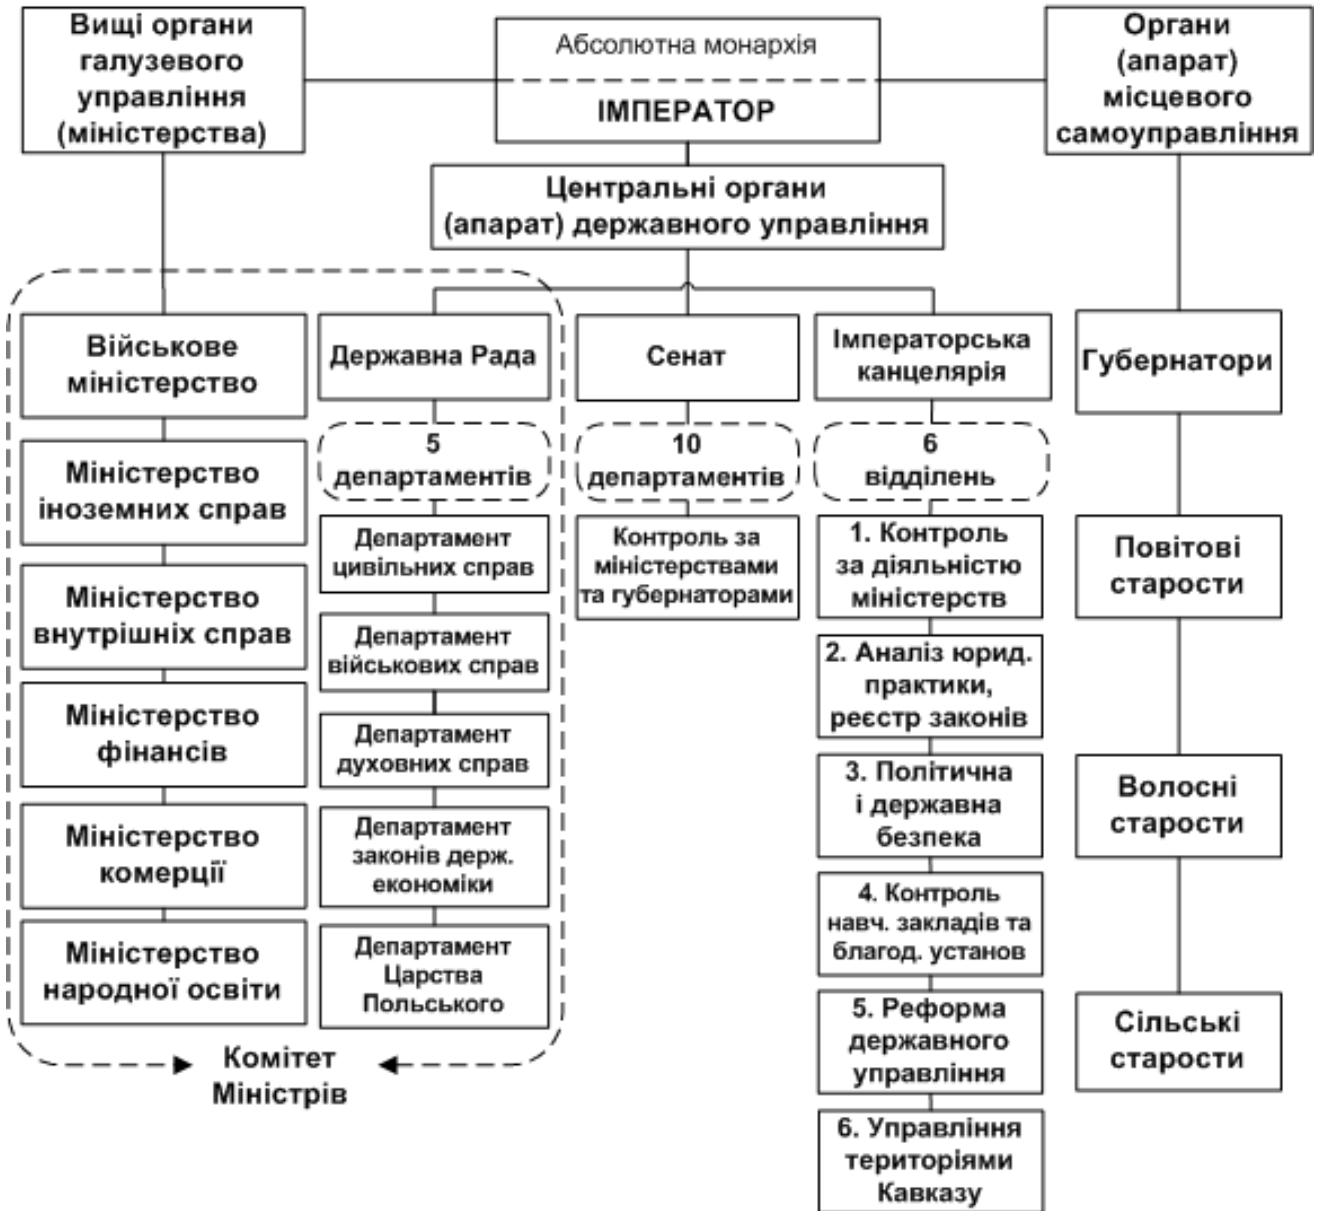 Вищі органи
галузевого
управління
(міністерства)
Абсолютна монархія
ІМПЕРАТОР
Органи
(апарат)
місцевого
самоуправління
Центральні органи
(апарат) державного управління
Військове
міністерство
Міністерство
іноземних справ
Міністерство
внутрішніх справ
Міністерство
фінансів
Міністерство
комерції
Міністерство
народної освіти
Державна Рада
5
департаментів
Департамент
цивільних справ
Департамент
військових справ
Департамент
духовних справ
Департамент
законів держ.
економіки
Департамент
Царства
Польського
Комітет
Міністрів
Сенат
10
департаментів
Контроль за
міністерствами
та губернаторами
Імператорська
канцелярія
6
відділень
1. Контроль
за діяльністю
міністерств
2. Аналіз юрид.
практики,
реєстр законів
3. Політична
і державна
безпека
4. Контроль
навч. закладів та
благод. установ
5. Реформа
державного
управління
6. Управління
територіями
Кавказу
Губернатори
Повітові
старости
Волосні
старости
Сільські
старости